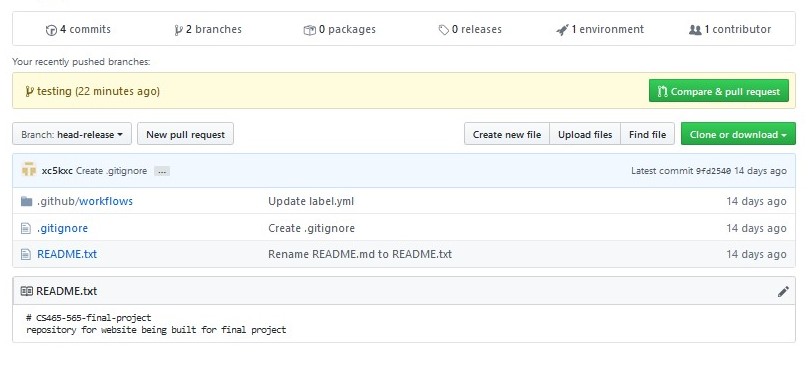 4 commits 2 branches 0 packages 0 releases 1 environment 1 contributor
Your recently pushed branches:
testing (22 minutes ago) Compare & pull request
Branch: head-release New pull request Create new file Upload files Find file Clone or download
xc5kxc Create .gitignore ... Latest commit 9fd2540 14 days ago
.github/workflows Update label.yml 14 days ago
.gitignore Create .gitignore 14 days ago
README.txt Rename README.md to README.txt 14 days ago
README.txt
# CS465-565-final-project
repository for website being built for final project